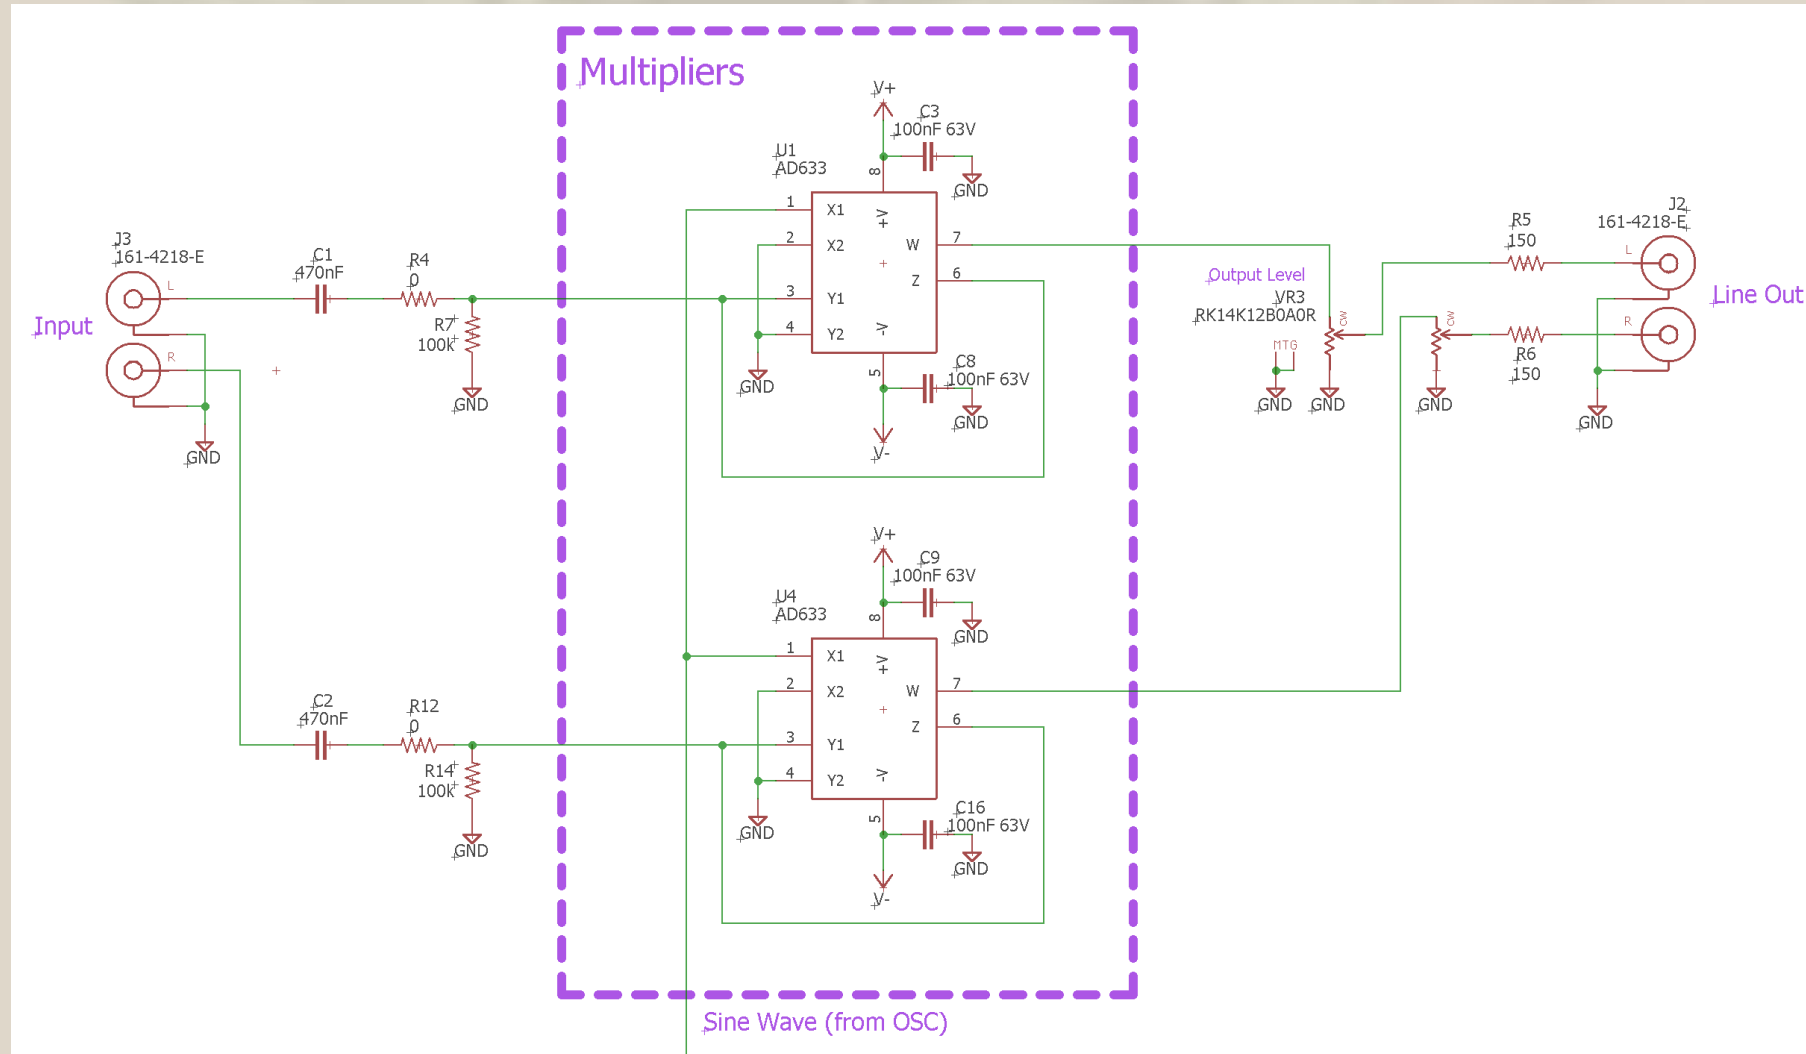 Multipliers
V+
C3
100nF 63V
U1
AD633
8
GND
1
X1
+V
2
X2
W
7
Z
6
3
Y1
4
Y2
-V
5
GND
C8
100nF 63V
GND
V-
J3
161-4218-E
L
C1
470nF
R4
0
Input
R7
100k
R
GND
GND
J2
161-4218-E
R5
150
L
Output Level
VR3
RK14K12B0A0R
CW
CW
MTG
Line Out
R
R6
150
GND
GND
GND
GND
V+
C9
100nF 63V
U4
AD633
8
GND
1
X1
+V
2
X2
W
7
Z
6
3
Y1
4
Y2
-V
5
GND
C16
100nF 63V
GND
V-
C2
470nF
R12
0
R14
100k
GND
Sine Wave (from OSC)